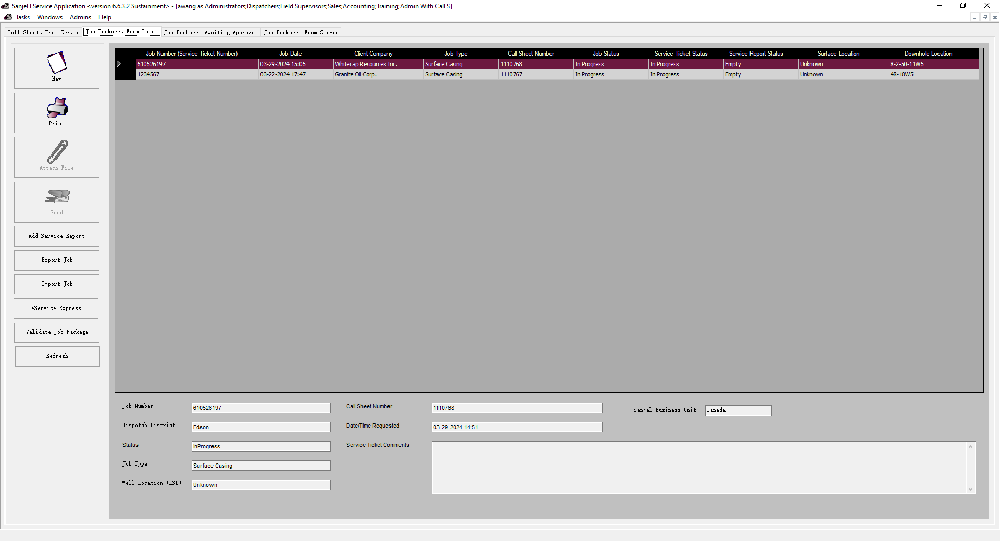 Sanjel EService Application <version 6.6.3.2 Sustainment> - [awang as Administrators;Dispatchers;Field Supervisors;Sales;Accounting;Training;Admin With Call S]
Tasks Windows Admins Help
Call Sheets From Server Job Packages From Local Job Packages Awaiting Approval Job Packages From Server
New
Print
Attach File
Send
Add Service Report
Export Job
Import Job
eService Express
Validate Job Package
Refresh
Job Number (Service Ticket Number) Job Date Client Company Job Type Call Sheet Number Job Status Service Ticket Status Service Report Status Surface Location Downhole Location
610526197 03-29-2024 15:05 Whitecap Resources Inc. Surface Casing 1110768 In Progress In Progress Empty Unknown 8-2-50-11W5
1234567 03-22-2024 17:47 Granite Oil Corp. Surface Casing 1110767 In Progress In Progress Empty Unknown 48-18W5
Job Number 610526197 Call Sheet Number 1110768 Sanjel Business Unit Canada
Dispatch District Edson Date/Time Requested 03-29-2024 14:51
Status InProgress Service Ticket Comments
Job Type Surface Casing
Well Location (LSD) Unknown